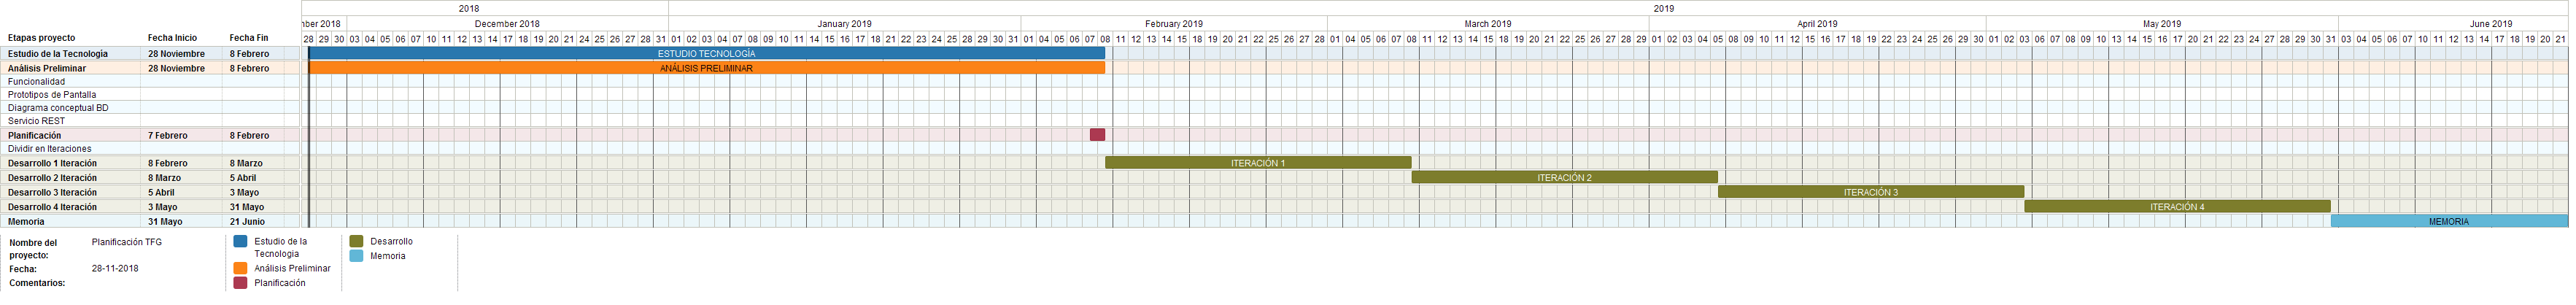 2018 2019
nber 2018 December 2018 January 2019 February 2019 March 2019 April 2019 May 2019 June 2019
Etapas proyecto Fecha Inicio Fecha Fin 28 29 30 03 04 05 06 07 10 11 12 13 14 17 18 19 20 21 24 25 26 27 28 31 01 02 03 04 07 08 09 10 11 14 15 16 17 18 21 22 23 24 25 28 29 30 31 01 04 05 06 07 08 11 12 13 14 15 18 19 20 21 22 25 26 27 28 01 04 05 06 07 08 11 12 13 14 15 18 19 20 21 22 25 26 27 28 29 01 02 03 04 05 08 09 10 11 12 15 16 17 18 19 22 23 24 25 26 29 30 01 02 03 06 07 08 09 10 13 14 15 16 17 20 21 22 23 24 27 28 29 30 31 03 04 05 06 07 10 11 12 13 14 17 18 19 20 21
Estudio de la Tecnologia 28 Noviembre 8 Febrero ESTUDIO TECNOLOGÍA
Análisis Preliminar 28 Noviembre 8 Febrero ANÁLISIS PRELIMINAR
Funcionalidad
Prototipos de Pantalla
Diagrama conceptual BD
Servicio REST
Planificación 7 Febrero 8 Febrero
Dividir en Iteraciones
Desarrollo 1 Iteración 8 Febrero 8 Marzo ITERACIÓN 1
Desarrollo 2 Iteración 8 Marzo 5 Abril ITERACIÓN 2
Desarrollo 3 Iteración 5 Abril 3 Mayo ITERACIÓN 3
Desarrollo 4 Iteración 3 Mayo 31 Mayo ITERACIÓN 4
Memoria 31 Mayo 21 Junio MEMORIA
Nombre del proyecto: Planificación TFG
Fecha: 28-11-2018
Comentarios:
Estudio de la
Tecnologia
Análisis Preliminar
Planificación
Desarrollo
Memoria